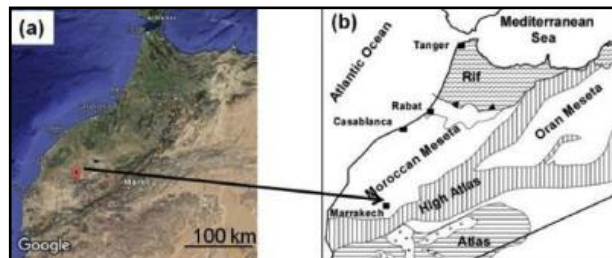 (a)
Google
100 km
(b)
Mediterranean
Sea
Atlantic Ocean
Tanger
Rif
Rabat
Casablanca
Moroccan Meseta
Oran Meseta
Marrakech
High Atlas
Atlas